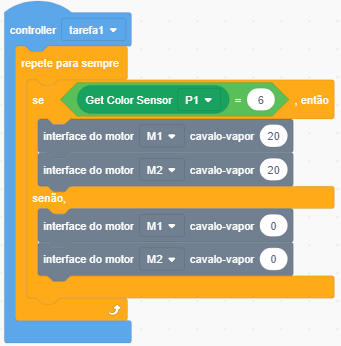 controller tarefa1
repete para sempre
se Get Color Sensor P1 = 6 , então
interface do motor M1 cavalo-vapor 20
interface do motor M2 cavalo-vapor 20
senão,
interface do motor M1 cavalo-vapor 0
interface do motor M2 cavalo-vapor 0